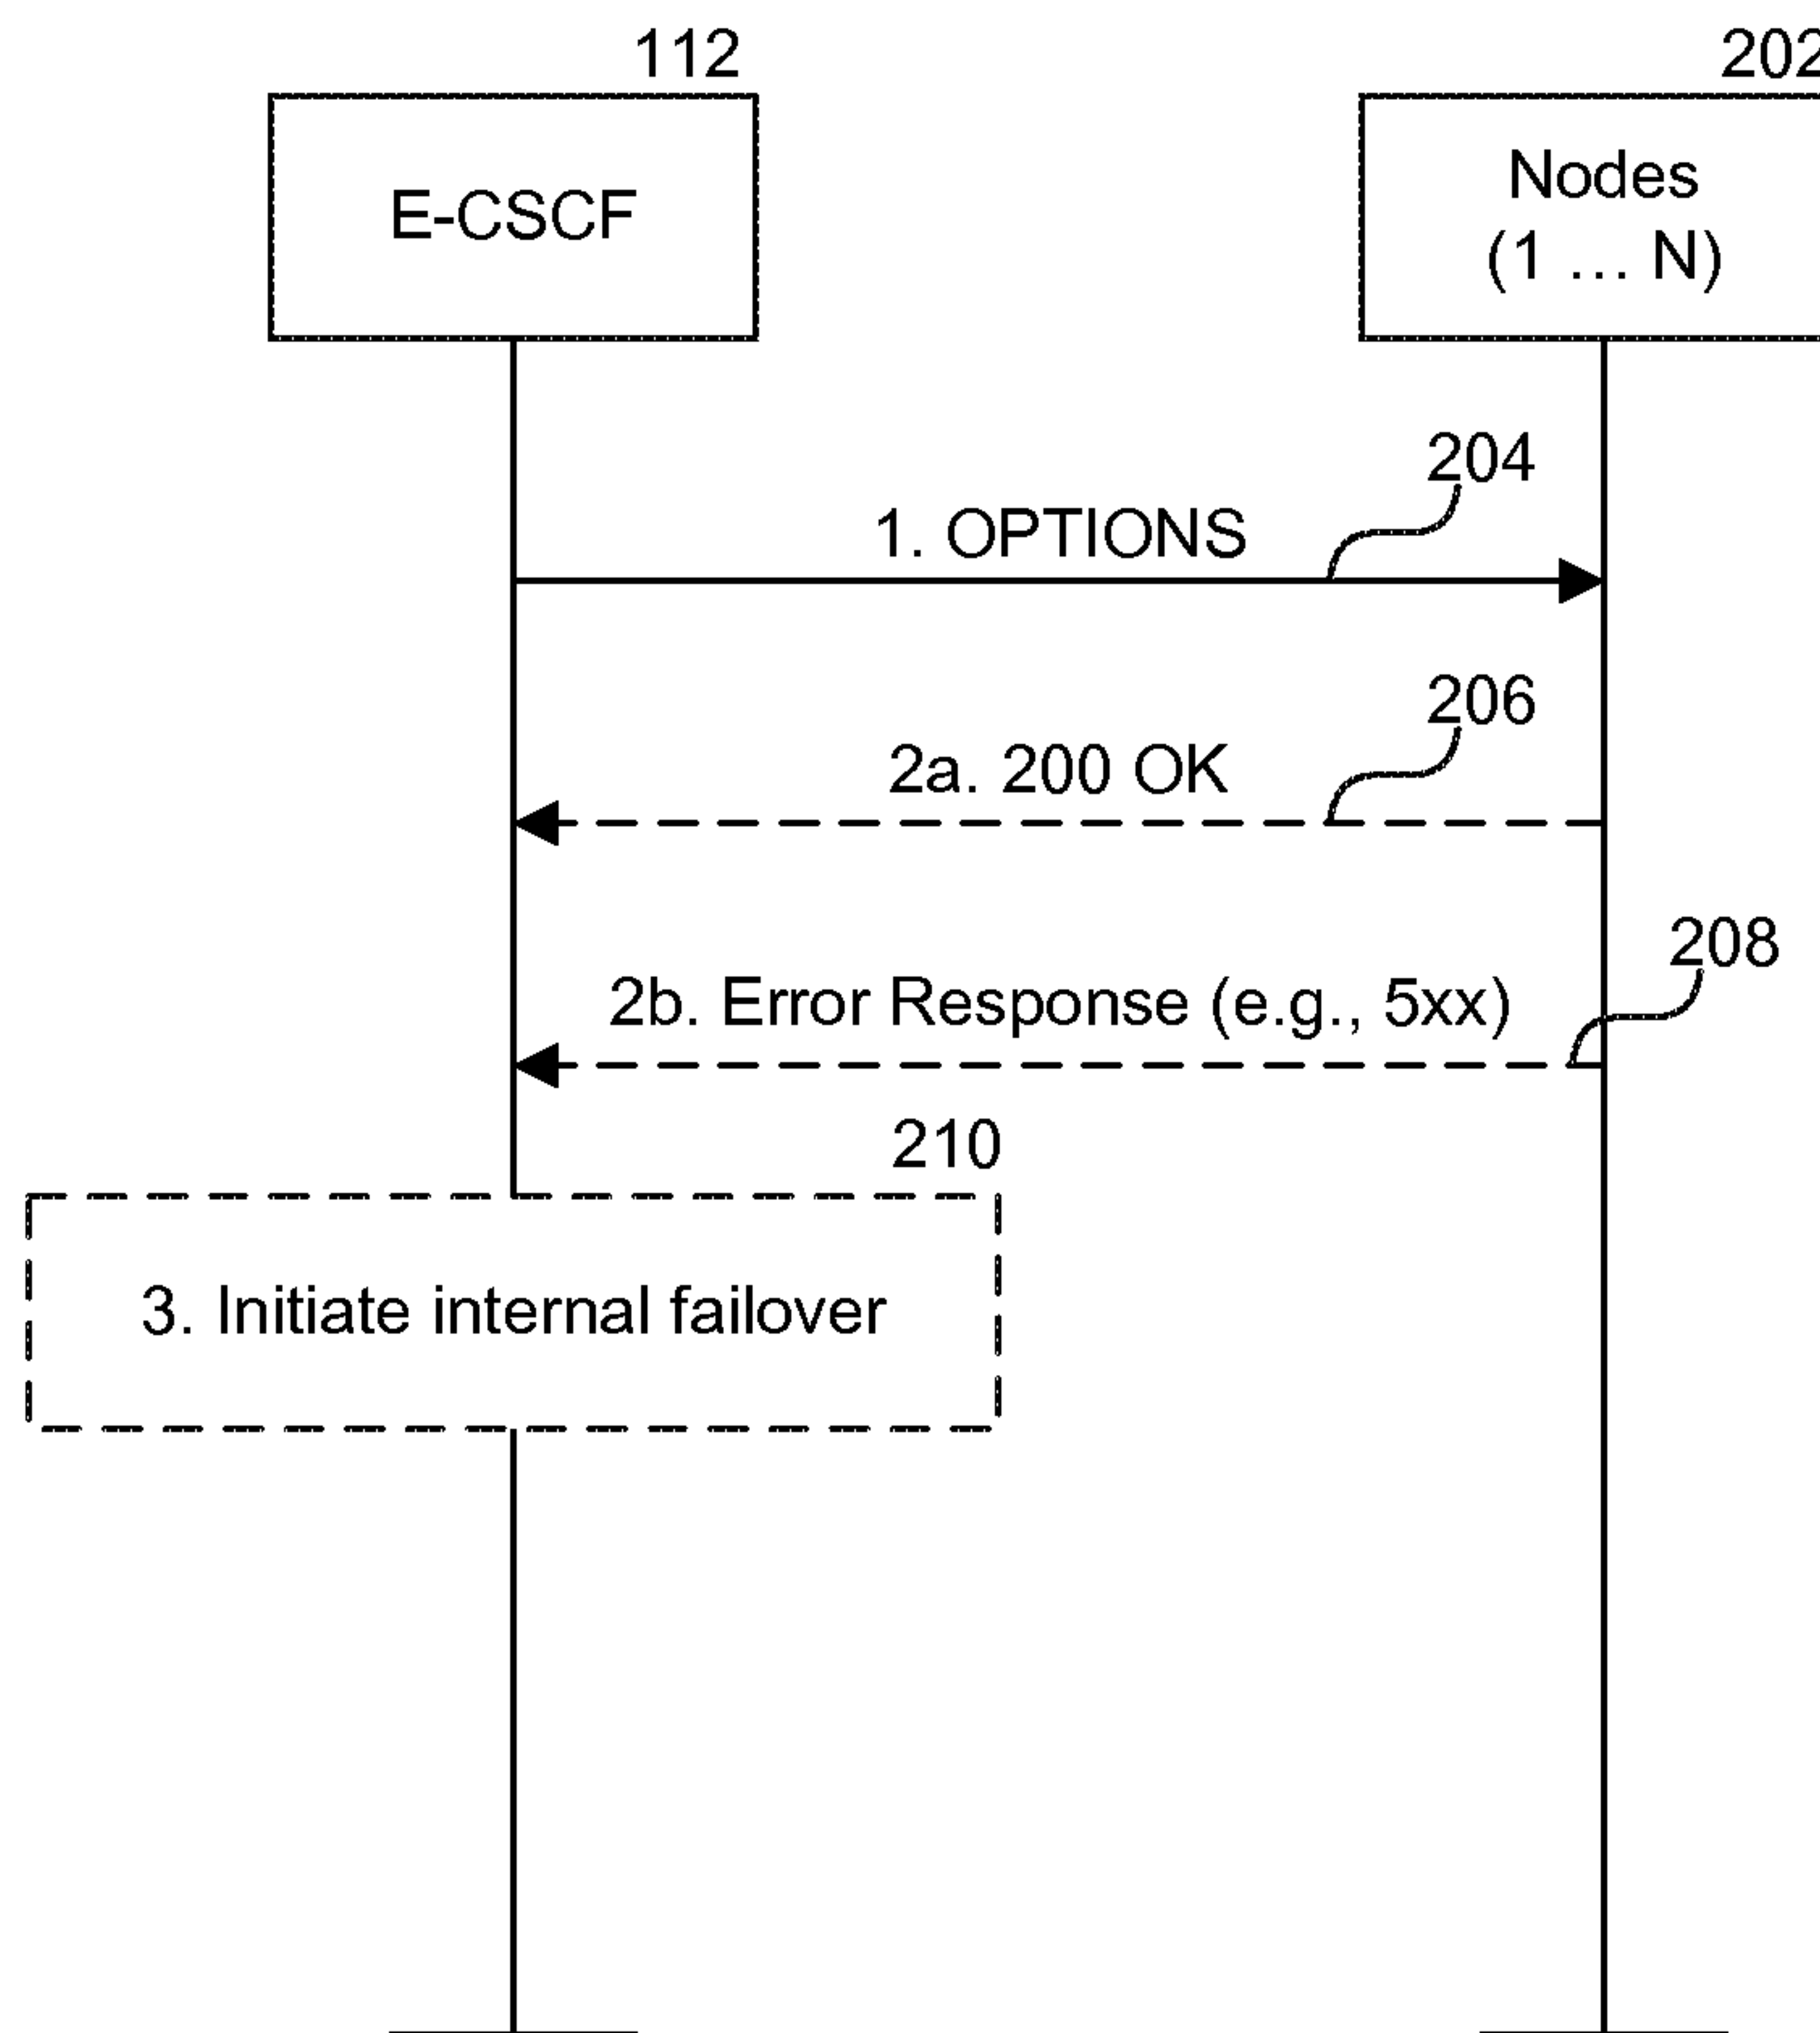 112
202
E-CSCF
Nodes
(1 ... N)
204
1. OPTIONS
206
2a. 200 OK
208
2b. Error Response (e.g., 5xx)
210
3. Initiate internal failover